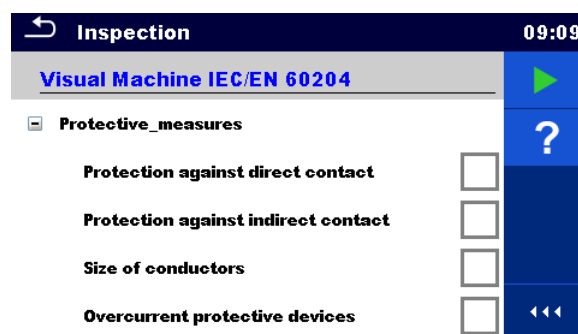 Inspection 09:09
Visual Machine IEC/EN 60204
Protective_measures
?
Protection against direct contact
Protection against indirect contact
Size of conductors
Overcurrent protective devices